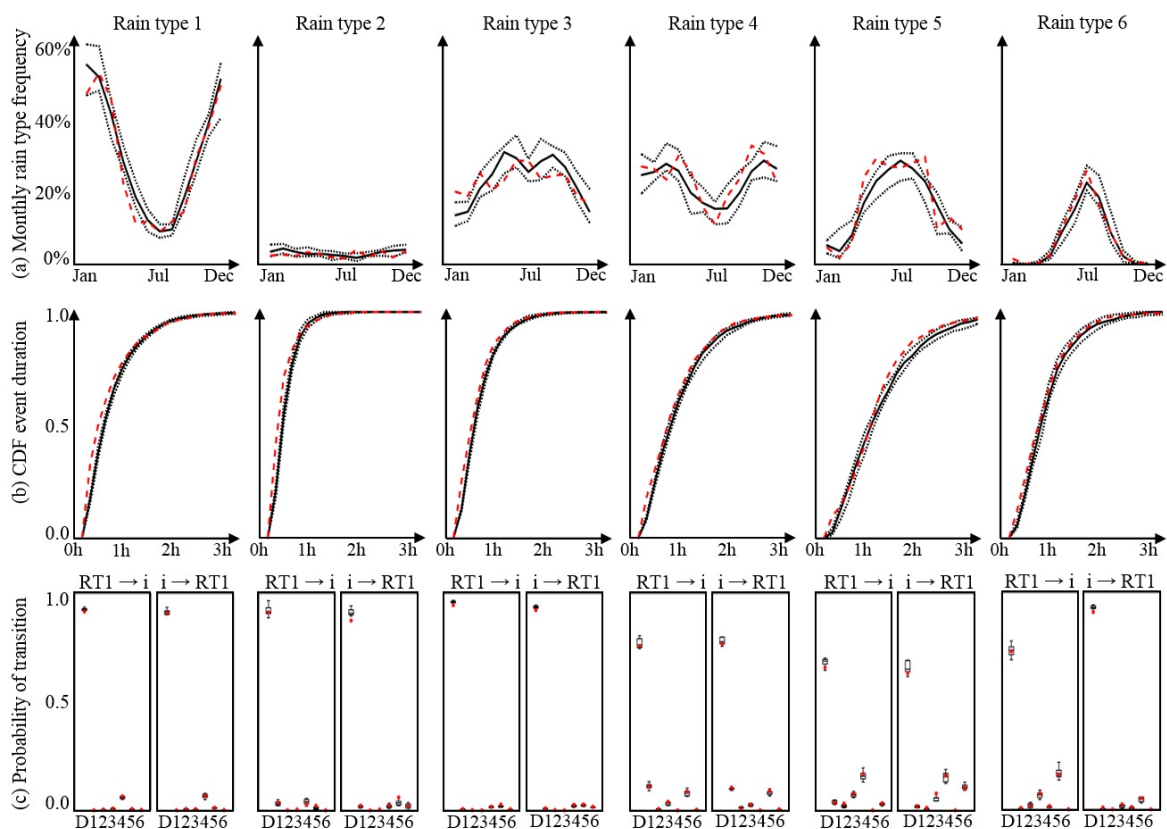 Rain type 1 Rain type 2 Rain type 3 Rain type 4 Rain type 5 Rain type 6
(a) Monthly rain type frequency
60%
40%
20%
0%
Jan Jul Dec Jan Jul Dec Jan Jul Dec Jan Jul Dec Jan Jul Dec Jan Jul Dec
(b) CDF event duration
1.0
0.5
0.0
0h 1h 2h 3h 0h 1h 2h 3h 0h 1h 2h 3h 0h 1h 2h 3h 0h 1h 2h 3h 0h 1h 2h 3h
RT1 → i i → RT1 RT1 → i i → RT1 RT1 → i i → RT1 RT1 → i i → RT1 RT1 → i i → RT1 RT1 → i i → RT1
(c) Probability of transition
1.0
0.5
0.0
D123456 D123456 D123456 D123456 D123456 D123456 D123456 D123456 D123456 D123456 D123456 D123456